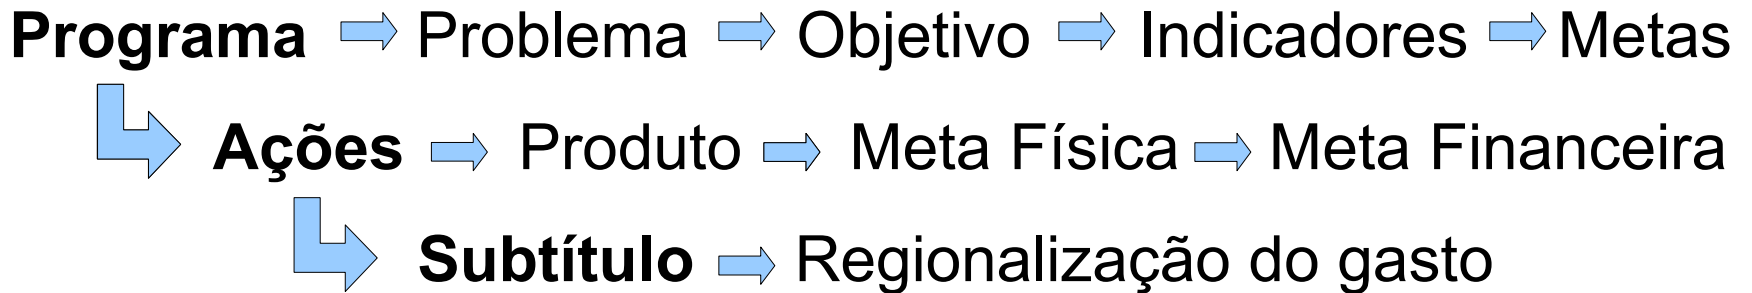 Programa Problema Objetivo Indicadores Metas
Ações Produto Meta Física Meta Financeira
Subtítulo Regionalização do gasto